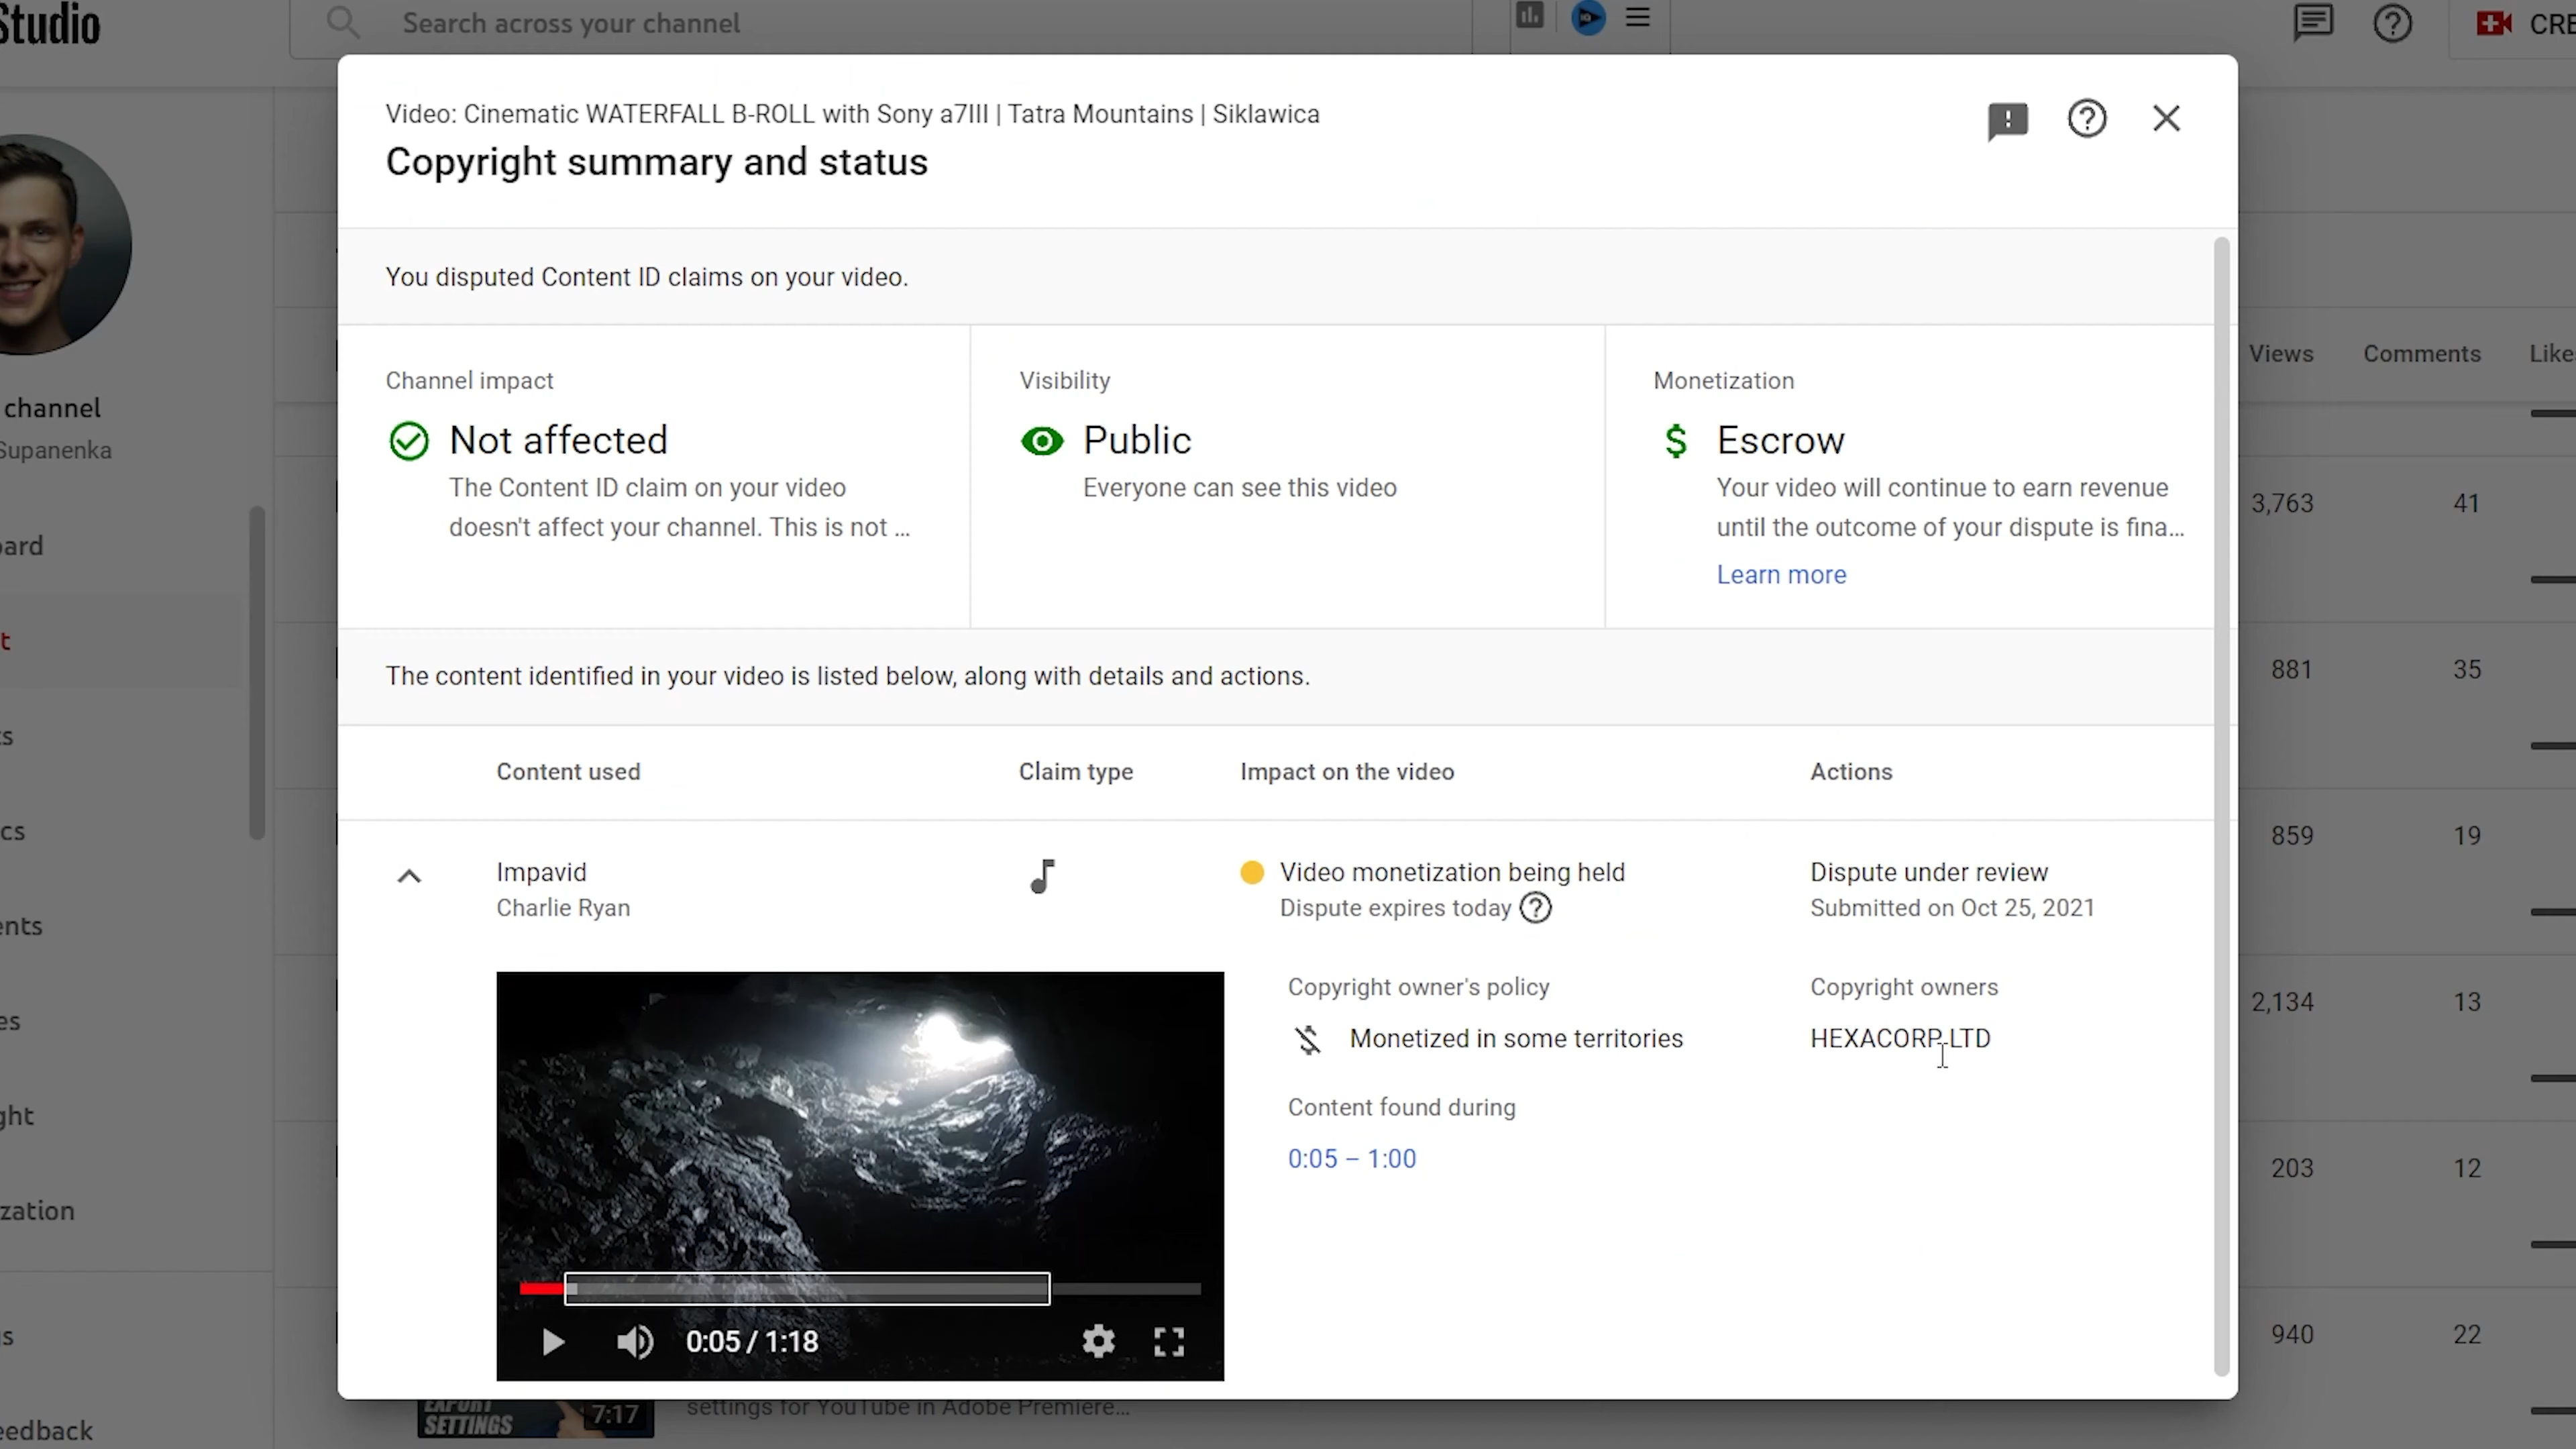 Studio
Search across your channel
CRE
Video: Cinematic WATERFALL B-ROLL with Sony a7III | Tatra Mountains | Siklawica
Copyright summary and status
You disputed Content ID claims on your video.
Channel impact
Not affected
The Content ID claim on your video
doesn't affect your channel. This is not ...
Visibility
Public
Everyone can see this video
Monetization
Escrow
Your video will continue to earn revenue
until the outcome of your dispute is fina...
Learn more
The content identified in your video is listed below, along with details and actions.
Content used
Claim type
Impact on the video
Actions
Impavid
Charlie Ryan
Video monetization being held
Dispute expires today
Dispute under review
Submitted on Oct 25, 2021
Copyright owner's policy
Monetized in some territories
Copyright owners
HEXACORP-LTD
Content found during
0:05 – 1:00
0:05 / 1:18
channel
Supanenka
ard
t
ts
cs
ents
es
ght
zation
s
eedback
Views Comments Like
3,763 41
881 35
859 19
2,134 13
203 12
940 22
EXPORT
SETTINGS
7:17
settings for YouTube in Adobe Premiere...